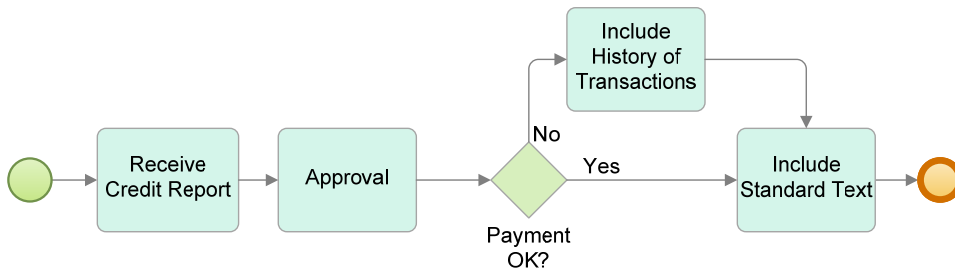 Include
History of
Transactions
No
Receive
Credit Report
Approval
Yes
Include
Standard Text
Payment
OK?